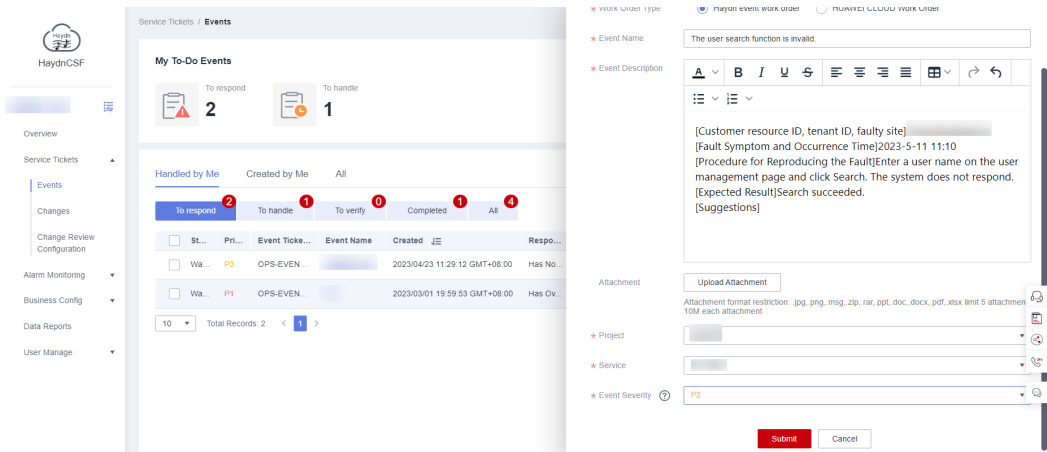 Haydn
HaydnCSF
Overview
Service Tickets
Events
Changes
Change Review
Configuration
Alarm Monitoring
Business Config
Data Reports
User Manage
Service Tickets / Events
My To-Do Events
To respond
2
To handle
1
Handled by Me
Created by Me
All
To respond 2
To handle 1
To verify 0
Completed 1
All 4
St... Pri... Event Ticke... Event Name Created Respo...
Wa... P3 OPS-EVEN... 2023/04/23 11:29:12 GMT+08:00 Has No...
Wa... P1 OPS-EVEN... 2023/03/01 19:59:53 GMT+08:00 Has Ov...
10 Total Records: 2 < 1 >
* Work Order Type Haydn event work order HUAWEI CLOUD Work Order
* Event Name The user search function is invalid.
* Event Description
A B I U S
[Customer resource ID, tenant ID, faulty site]
[Fault Symptom and Occurrence Time]2023-5-11 11:10
[Procedure for Reproducing the Fault]Enter a user name on the user
management page and click Search. The system does not respond.
[Expected Result]Search succeeded.
[Suggestions]
Attachment Upload Attachment
Attachment format restriction: .jpg, png, msg, zip, rar, ppt, doc, docx, pdf, xlsx limit 5 attachmen
10M each attachment
* Project
* Service
* Event Severity ? P2
Submit
Cancel